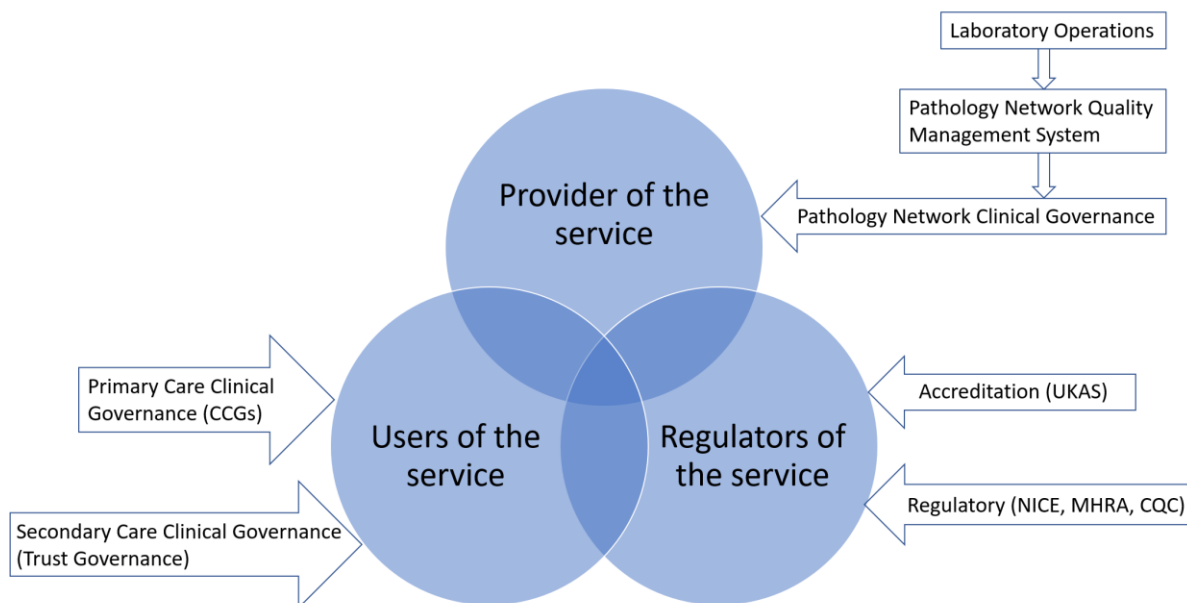 Laboratory Operations
Pathology Network Quality
Management System
Pathology Network Clinical Governance
Provider of the
service
Primary Care Clinical
Governance (CCGs)
Users of the
service
Secondary Care Clinical Governance
(Trust Governance)
Regulators of
the service
Accreditation (UKAS)
Regulatory (NICE, MHRA, CQC)